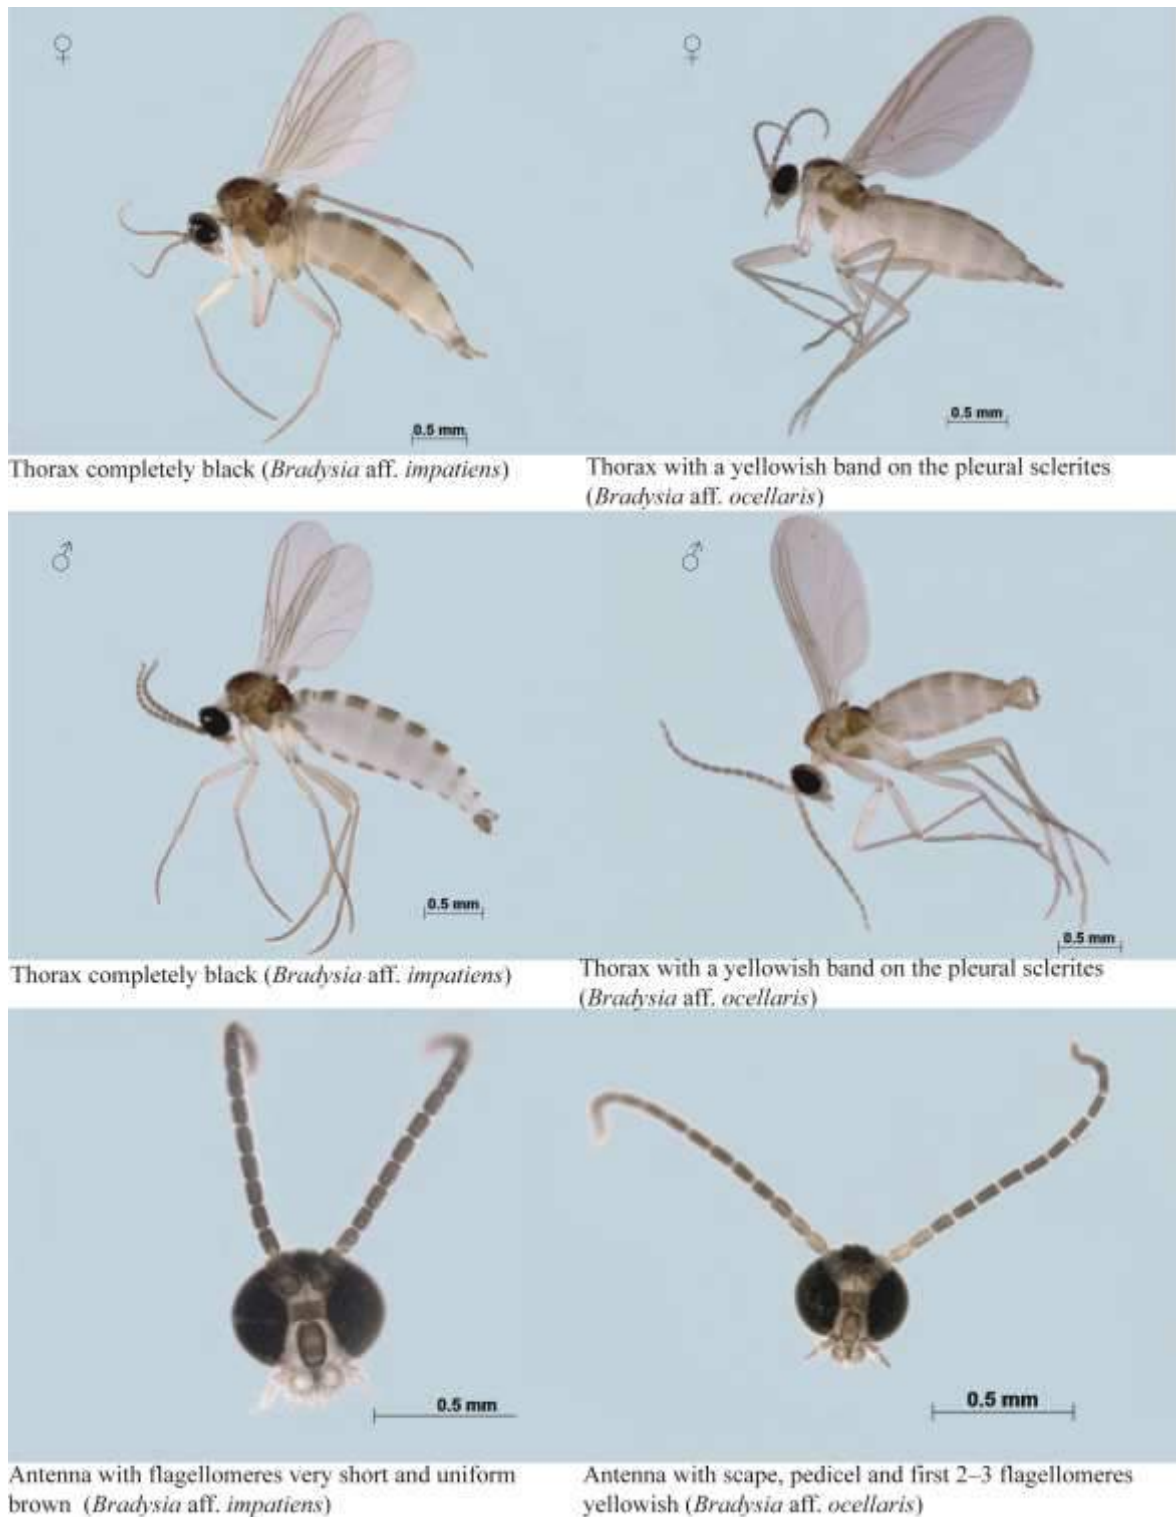 ♀
♀
0.5 mm
0.5 mm
Thorax completely black (Bradysia aff. impatiens)
Thorax with a yellowish band on the pleural sclerites
(Bradysia aff. ocellaris)
♂
♂
0.5 mm
0.5 mm
Thorax completely black (Bradysia aff. impatiens)
Thorax with a yellowish band on the pleural sclerites
(Bradysia aff. ocellaris)
0.5 mm
0.5 mm
Antenna with flagellomeres very short and uniform
brown (Bradysia aff. impatiens)
Antenna with scape, pedicel and first 2–3 flagellomeres
yellowish (Bradysia aff. ocellaris)